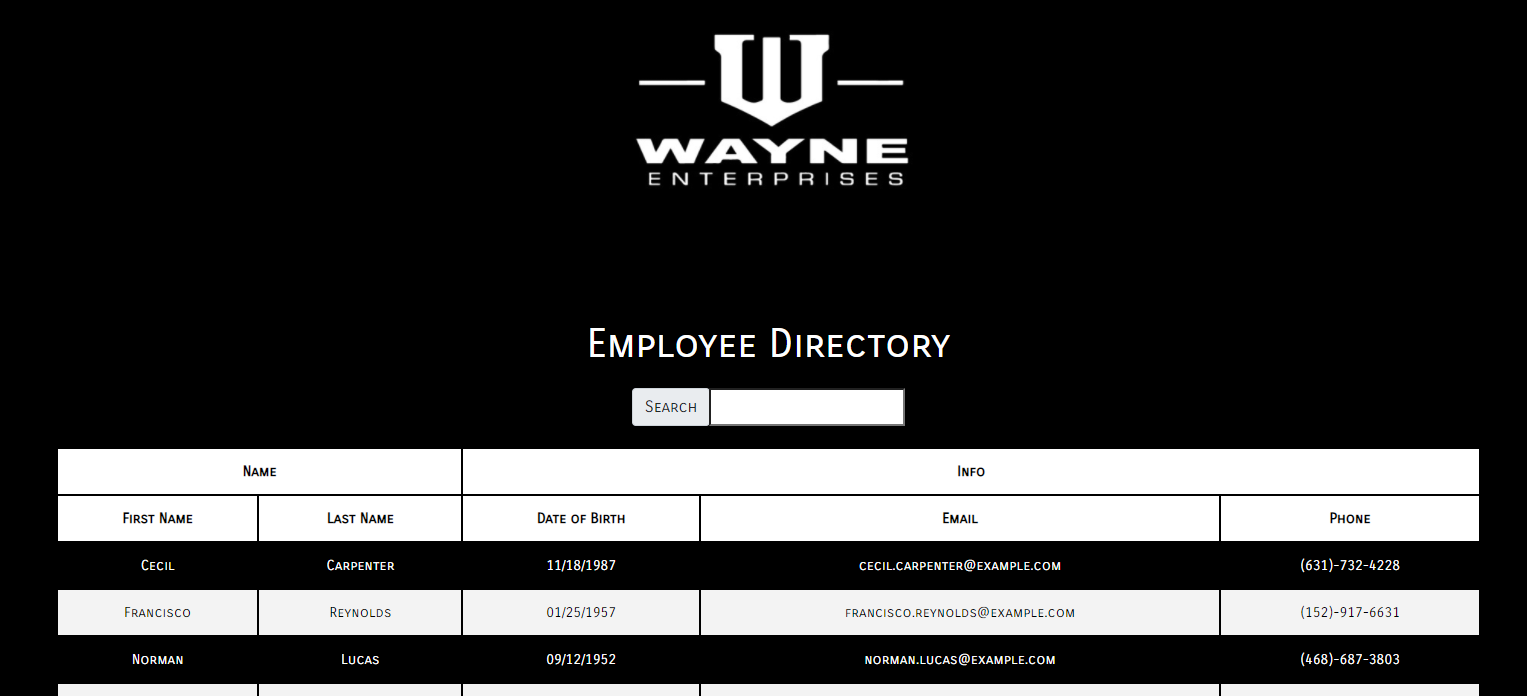 WAYNE
ENTERPRISES
Employee Directory
Search
Name Info
First Name Last Name Date of Birth Email Phone
Cecil Carpenter 11/18/1987 cecil.carpenter@example.com (631)-732-4228
Francisco Reynolds 01/25/1957 francisco.reynolds@example.com (152)-917-6631
Norman Lucas 09/12/1952 norman.lucas@example.com (468)-687-3803